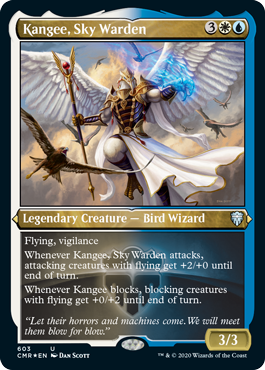 Kangee, Sky Warden 3
Legendary Creature — Bird Wizard
Flying, vigilance
Whenever Kangee, Sky Warden attacks,
attacking creatures with flying get +2/+0 until end of turn.
Whenever Kangee blocks, blocking creatures
with flying get +0/+2 until end of turn.
"Let their horrors and machines come. We will meet
them blow for blow."
3/3
603 U
CMR★EN DAN SCOTT ™ & © 2020 Wizards of the Coast